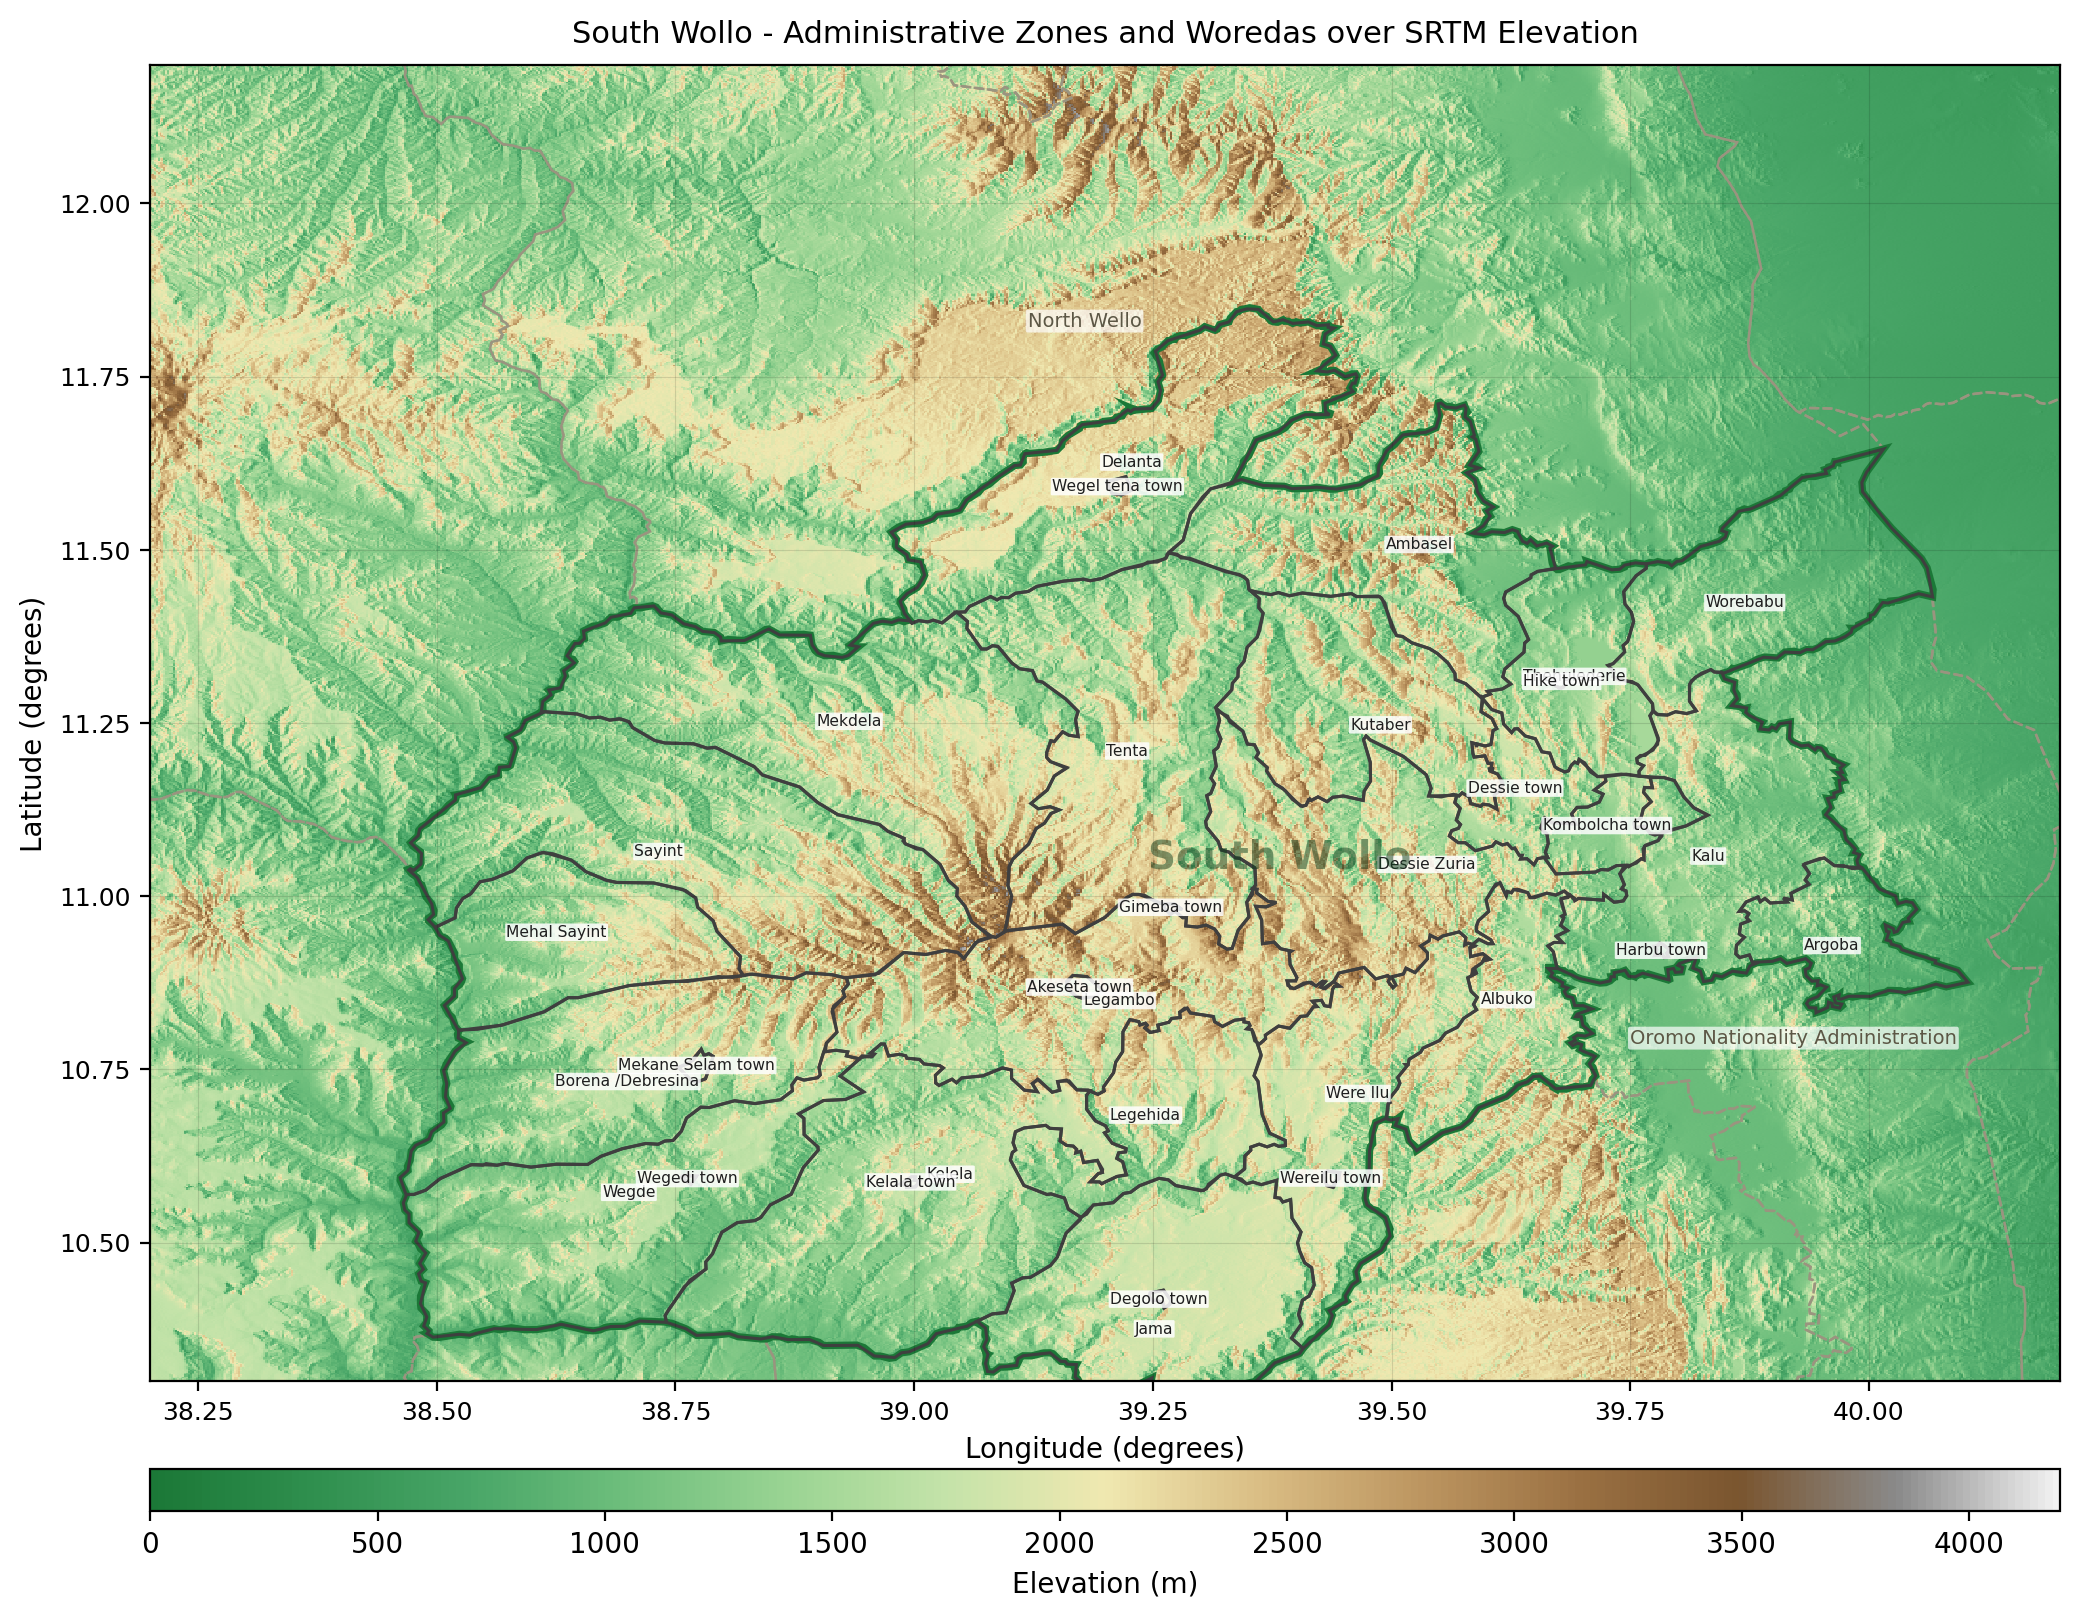 South Wollo - Administrative Zones and Woredas over SRTM Elevation
Latitude (degrees)
12.00
11.75
11.50
11.25
11.00
10.75
10.50
North Wello
Delanta
Wegel tena town
Ambasel
Worebabu
Hike town
Mekdela
Kutaber
Tenta
Dessie town
Kombolcha town
Sayint
South Wollo
Dessie Zuria
Kalu
Gimeba town
Mehal Sayint
Harbu town
Argoba
Akeseta town
Legambo
Albuko
Oromo Nationality Administration
Mekane Selam town
Borena /Debresina
Were Ilu
Legehida
Wegedi town
Wegde
Kelala
Kelala town
Wereilu town
Degolo town
Jama
38.25 38.50 38.75 39.00 39.25 39.50 39.75 40.00
Longitude (degrees)
0 500 1000 1500 2000 2500 3000 3500 4000
Elevation (m)